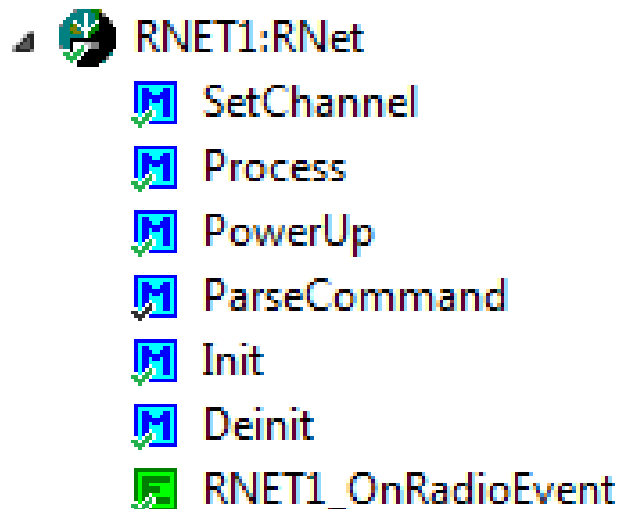 RNET1:RNet
M SetChannel
M Process
M PowerUp
M ParseCommand
M Init
M Deinit
E RNET1_OnRadioEvent